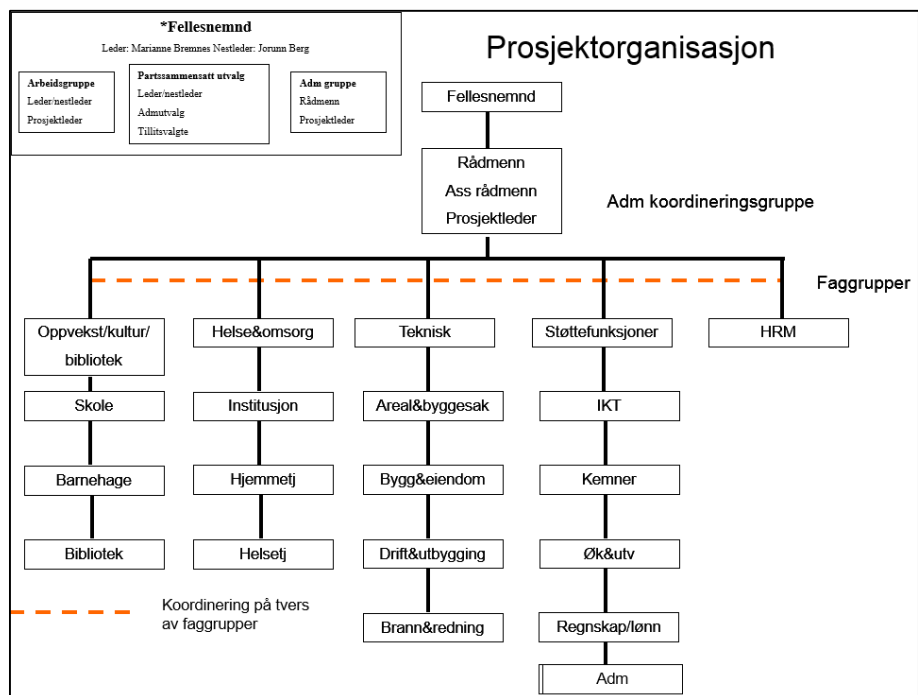 *Fellesnemnd
Leder: Marianne Bremnes Nestleder: Jorunn Berg
Arbeidsgruppe
Leder/nestleder
Prosjektleder
Partssammensatt utvalg
Leder/nestleder
Admutvalg
Tillitsvalgte
Adm gruppe
Rådmenn
Prosjektleder
Prosjektorganisasjon
Fellesnemnd
Rådmenn
Ass rådmenn
Prosjektleder
Adm koordineringsgruppe
Faggrupper
Oppvekst/kultur/
bibliotek
Helse&omsorg
Teknisk
Støttefunksjoner
HRM
Skole
Institusjon
Areal&byggesak
IKT
Barnehage
Hjemmetj
Bygg&eiendom
Kemner
Bibliotek
Helsetj
Drift&utbygging
Øk&utv
Koordinering på tvers
av faggrupper
Brann&redning
Regnskap/lønn
Adm